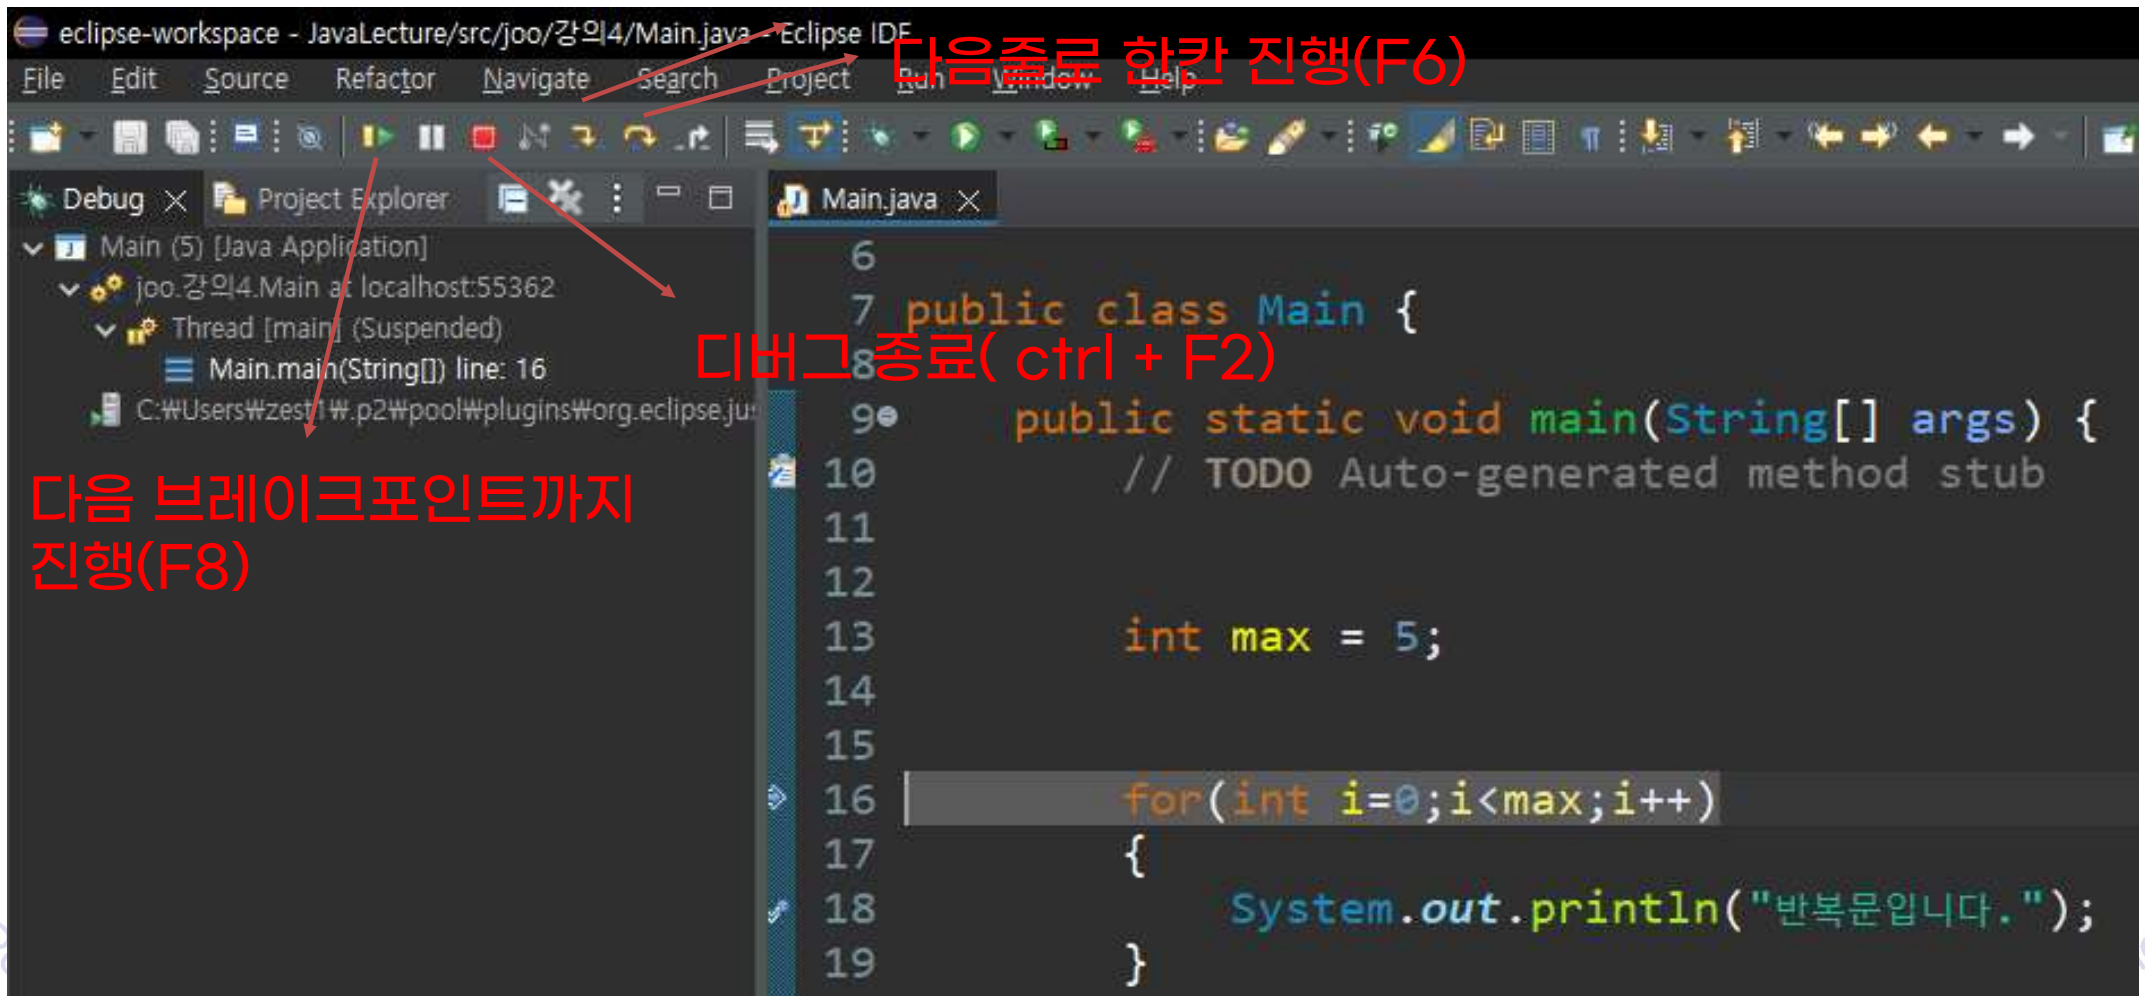 eclipse-workspace - JavaLecture/src/joo/강의4/Main.java - Eclipse IDE
다음줄로 한칸 진행(F6)
File Edit Source Refactor Navigate Search Project Run Window Help
Debug Project Explorer
Main.java
Main (5) [Java Application]
joo.강의4.Main at localhost:55362
Thread [main] (Suspended)
Main.main(String[]) line: 16
C:₩Users₩zest1₩.p2₩pool₩plugins₩org.eclipse.jus
디버그 종료( ctrl + F2)
다음 브레이크포인트까지
진행(F8)
6
7 public class Main {
8
9 public static void main(String[] args) {
10 // TODO Auto-generated method stub
11
12
13 int max = 5;
14
15
16 for(int i=0;i<max;i++)
17 {
18 System.out.println("반복문입니다.");
19 }